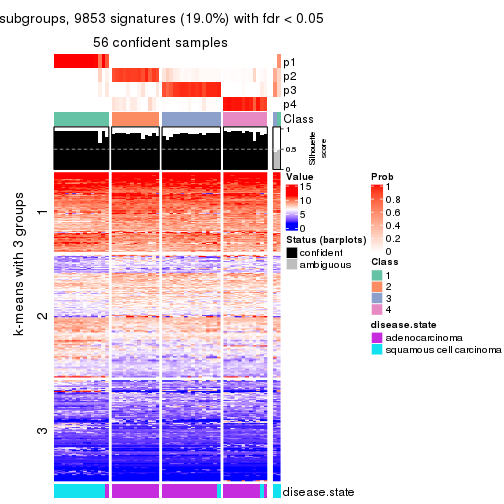 subgroups, 9853 signatures (19.0%) with fdr < 0.05
56 confident samples
p1
p2
p3
p4
Class
1
0.5
0
Silhouette
score
k-means with 3 groups
1
2
3
Value
15
10
5
0
Status (barplots)
confident
ambiguous
Prob
1
0.8
0.6
0.4
0.2
0
Class
1
2
3
4
disease.state
adenocarcinoma
squamous cell carcinoma
disease.state